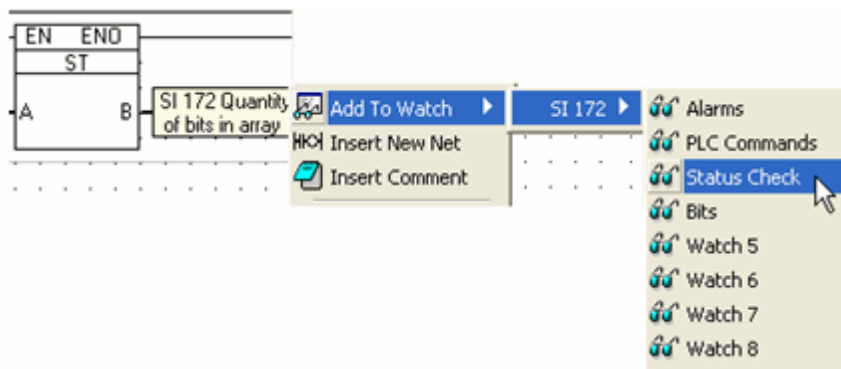 EN ENO
ST
A B
SI 172 Quantity
of bits in array
Add To Watch
Insert New Net
Insert Comment
SI 172
Alarms
PLC Commands
Status Check
Bits
Watch 5
Watch 6
Watch 7
Watch 8